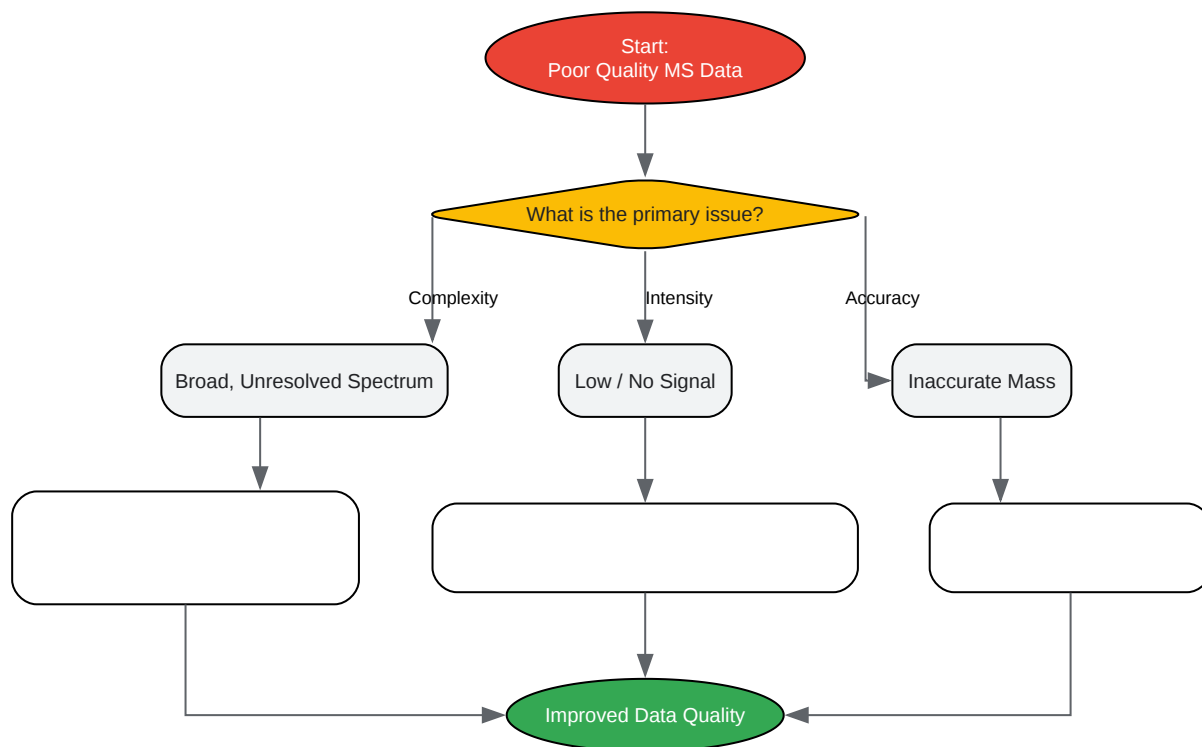 Start:
Poor Quality MS Data
What is the primary issue?
Complexity
Intensity
Accuracy
Broad, Unresolved Spectrum
Low / No Signal
Inaccurate Mass
Improved Data Quality